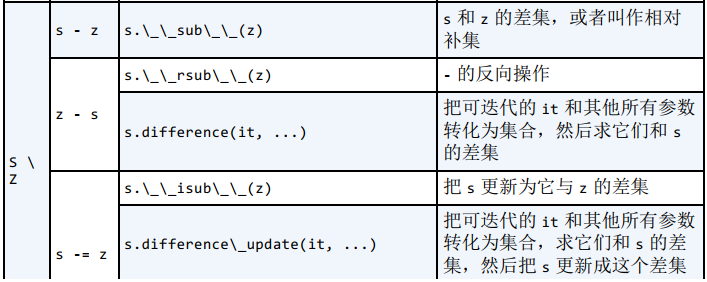 s - z
s.\_\_sub\_\_(z)
s 和 z 的差集，或者叫作相对
补集
S \
Z
z - s
s.\_\_rsub\_\_(z)
- 的反向操作
s.difference(it, ...)
把可迭代的 it 和其他所有参数
转化为集合，然后求它们和 s
的差集
s -= z
s.\_\_isub\_\_(z)
把 s 更新为它与 z 的差集
s.difference\_update(it, ...)
把可迭代的 it 和其他所有参数
转化为集合，求它们和 s 的差
集，然后把 s 更新成这个差集